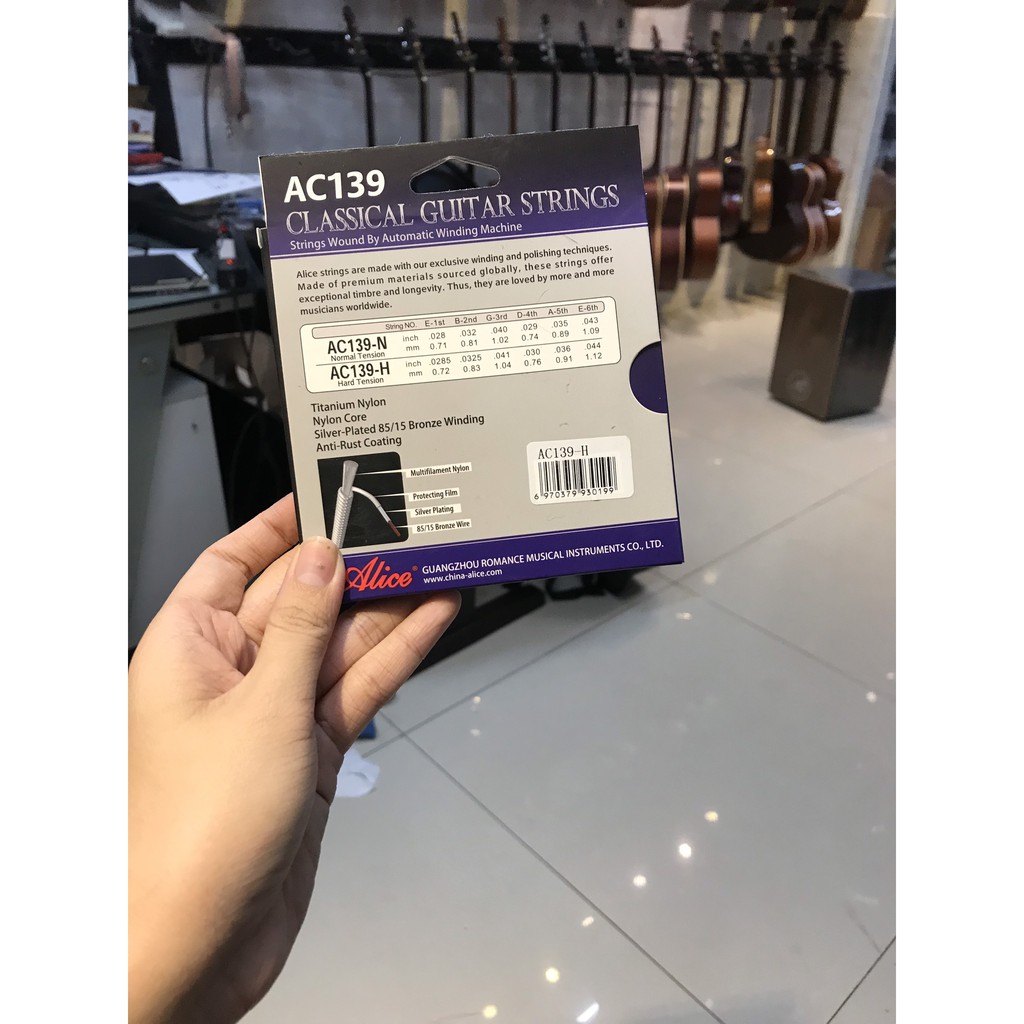 AC139
CLASSICAL GUITAR STRINGS
Strings Wound By Automatic Winding Machine
Alice strings are made with our exclusive winding and polishing techniques.
Made of premium materials sourced globally, these strings offer
exceptional timbre and longevity. Thus, they are loved by more and more
musicians worldwide.
String NO. E-1st B-2nd G-3rd D-4th A-5th E-6th
AC139-N inch .028 .032 .040 .029 .035 .043
Normal Tension mm 0.71 0.81 1.02 0.74 0.89 1.09
AC139-H inch .0285 .0325 .041 .030 .036 .044
Hard Tension mm 0.72 0.83 1.04 0.76 0.91 1.12
Titanium Nylon
Nylon Core
Silver-Plated 85/15 Bronze Winding
Anti-Rust Coating
Multifilament Nylon
Protecting Film
Silver Plating
85/15 Bronze Wire
AC139-H
6 970379 930199
Alice® GUANGZHOU ROMANCE MUSICAL INSTRUMENTS CO., LTD.
www.china-alice.com